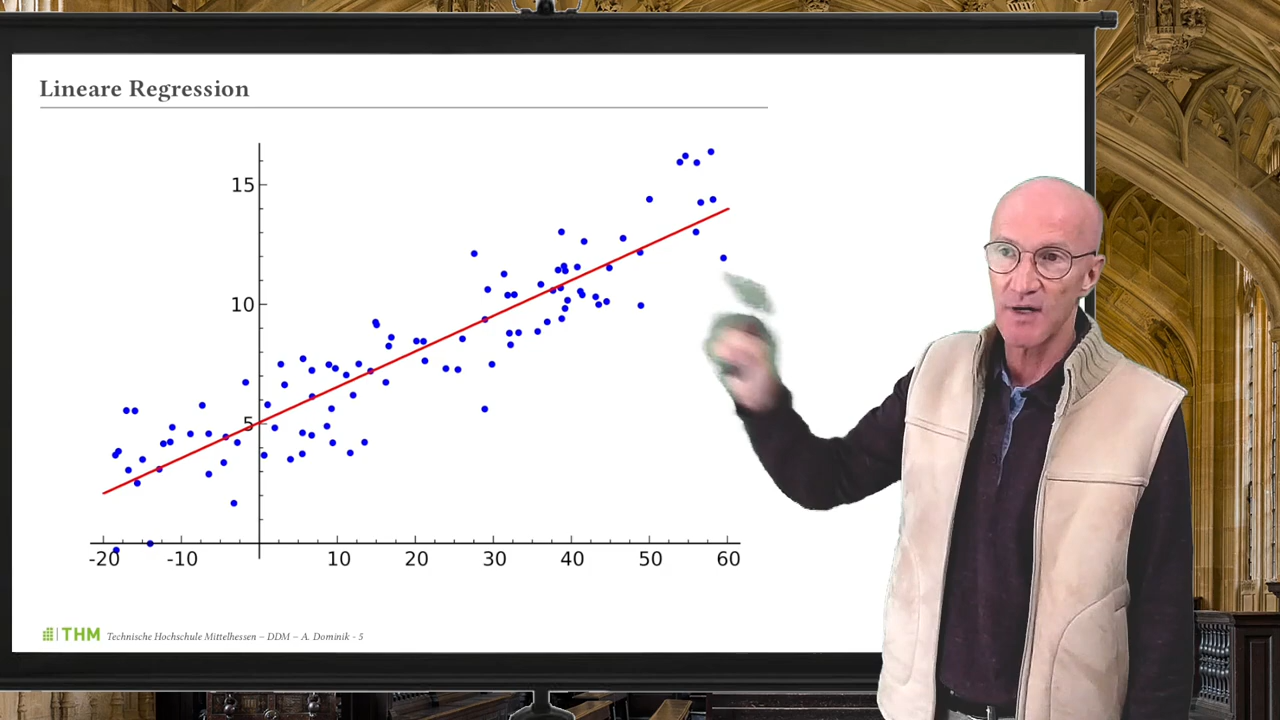 Lineare Regression
15
10
5
-20 -10 10 20 30 40 50 60
THM Technische Hochschule Mittelhessen – DDM – A. Dominik - 5